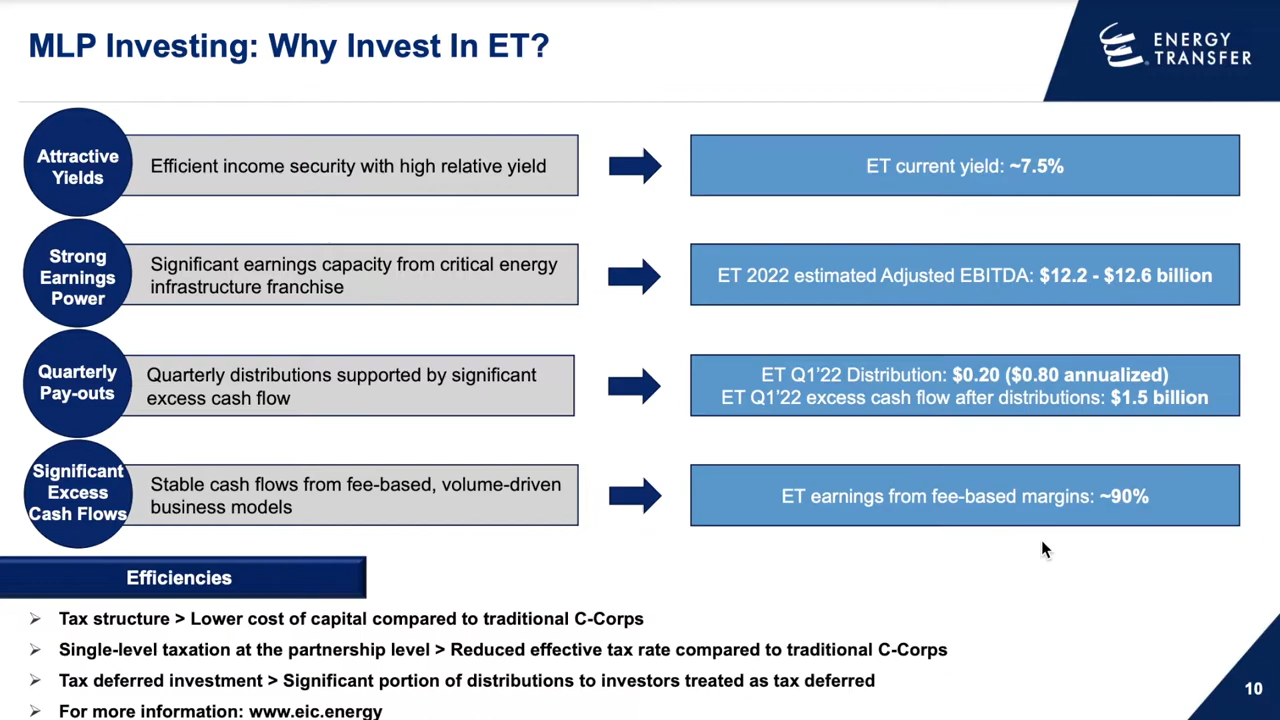 MLP Investing: Why Invest In ET?
ENERGY
TRANSFER
Attractive
Yields
Efficient income security with high relative yield
ET current yield: ~7.5%
Strong
Earnings
Power
Significant earnings capacity from critical energy
infrastructure franchise
ET 2022 estimated Adjusted EBITDA: $12.2 - $12.6 billion
Quarterly
Pay-outs
Quarterly distributions supported by significant
excess cash flow
ET Q1'22 Distribution: $0.20 ($0.80 annualized)
ET Q1'22 excess cash flow after distributions: $1.5 billion
Significant
Excess
Cash Flows
Stable cash flows from fee-based, volume-driven
business models
ET earnings from fee-based margins: ~90%
Efficiencies
Tax structure > Lower cost of capital compared to traditional C-Corps
Single-level taxation at the partnership level > Reduced effective tax rate compared to traditional C-Corps
Tax deferred investment > Significant portion of distributions to investors treated as tax deferred
For more information: www.eic.energy
10